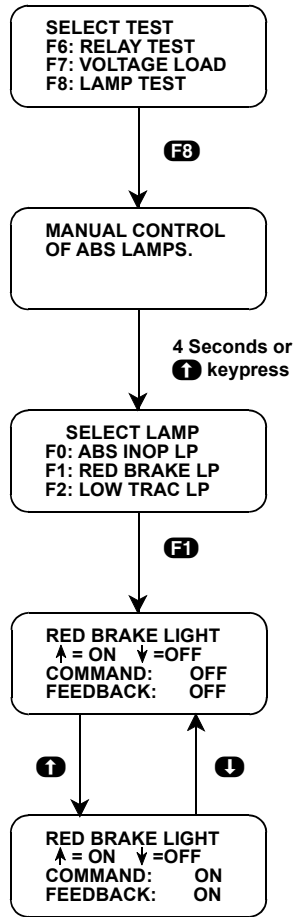 SELECT TEST
F6: RELAY TEST
F7: VOLTAGE LOAD
F8: LAMP TEST
F8
MANUAL CONTROL
OF ABS LAMPS.
4 Seconds or
⬆ keypress
SELECT LAMP
F0: ABS INOP LP
F1: RED BRAKE LP
F2: LOW TRAC LP
F1
RED BRAKE LIGHT
↑ = ON ↓ =OFF
COMMAND: OFF
FEEDBACK: OFF
⬆ ⬇
RED BRAKE LIGHT
↑ = ON ↓ =OFF
COMMAND: ON
FEEDBACK: ON